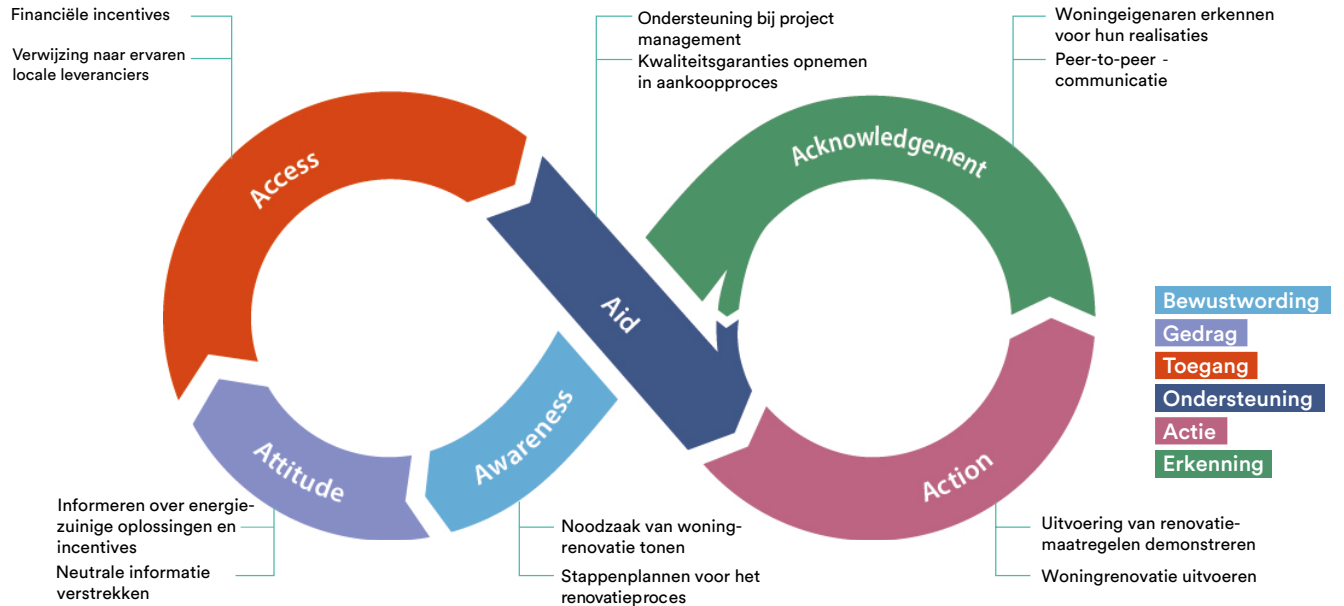 Financiële incentives
Verwijzing naar ervaren
locale leveranciers
Ondersteuning bij project
management
Kwaliteitsgaranties opnemen
in aankoopproces
Woningeigenaren erkennen
voor hun realisaties
Peer-to-peer -
communicatie
Access
Aid
Acknowledgement
Attitude
Awareness
Action
Bewustwording
Gedrag
Toegang
Ondersteuning
Actie
Erkenning
Informeren over energie-
zuinige oplossingen en
incentives
Neutrale informatie
verstrekken
Noodzaak van woning-
renovatie tonen
Stappenplannen voor het
renovatieproces
Uitvoering van renovatie-
maatregelen demonstreren
Woningrenovatie uitvoeren